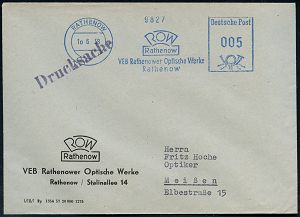 9827
RATHENOW
Deutsche Post
ROW
Rathenow
005
VEB Rathenower Optische Werke
Rathenow
Drucksache
ROW
Rathenow
VEB Rathenower Optische Werke
Rathenow / Stalinallee 14
Herrn
Fritz Hoche
Optiker
Meißen
Elbestraße 15